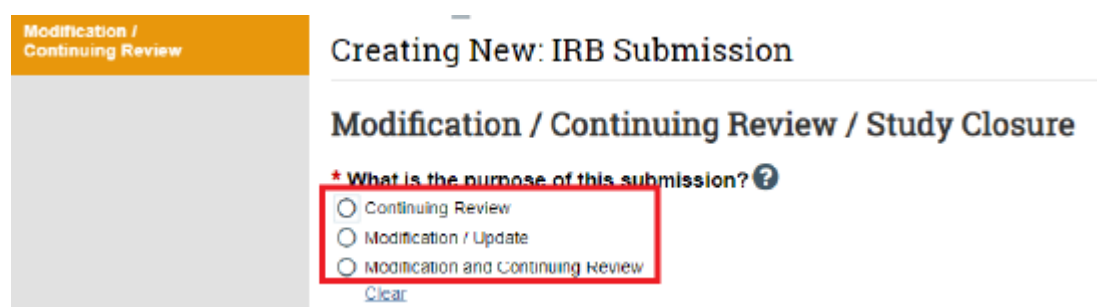 Modification /
Continuing Review
Creating New: IRB Submission
Modification / Continuing Review / Study Closure
* What is the purpose of this submission? ?
Continuing Review
Modification / Update
Modification and Continuing Review
Clear